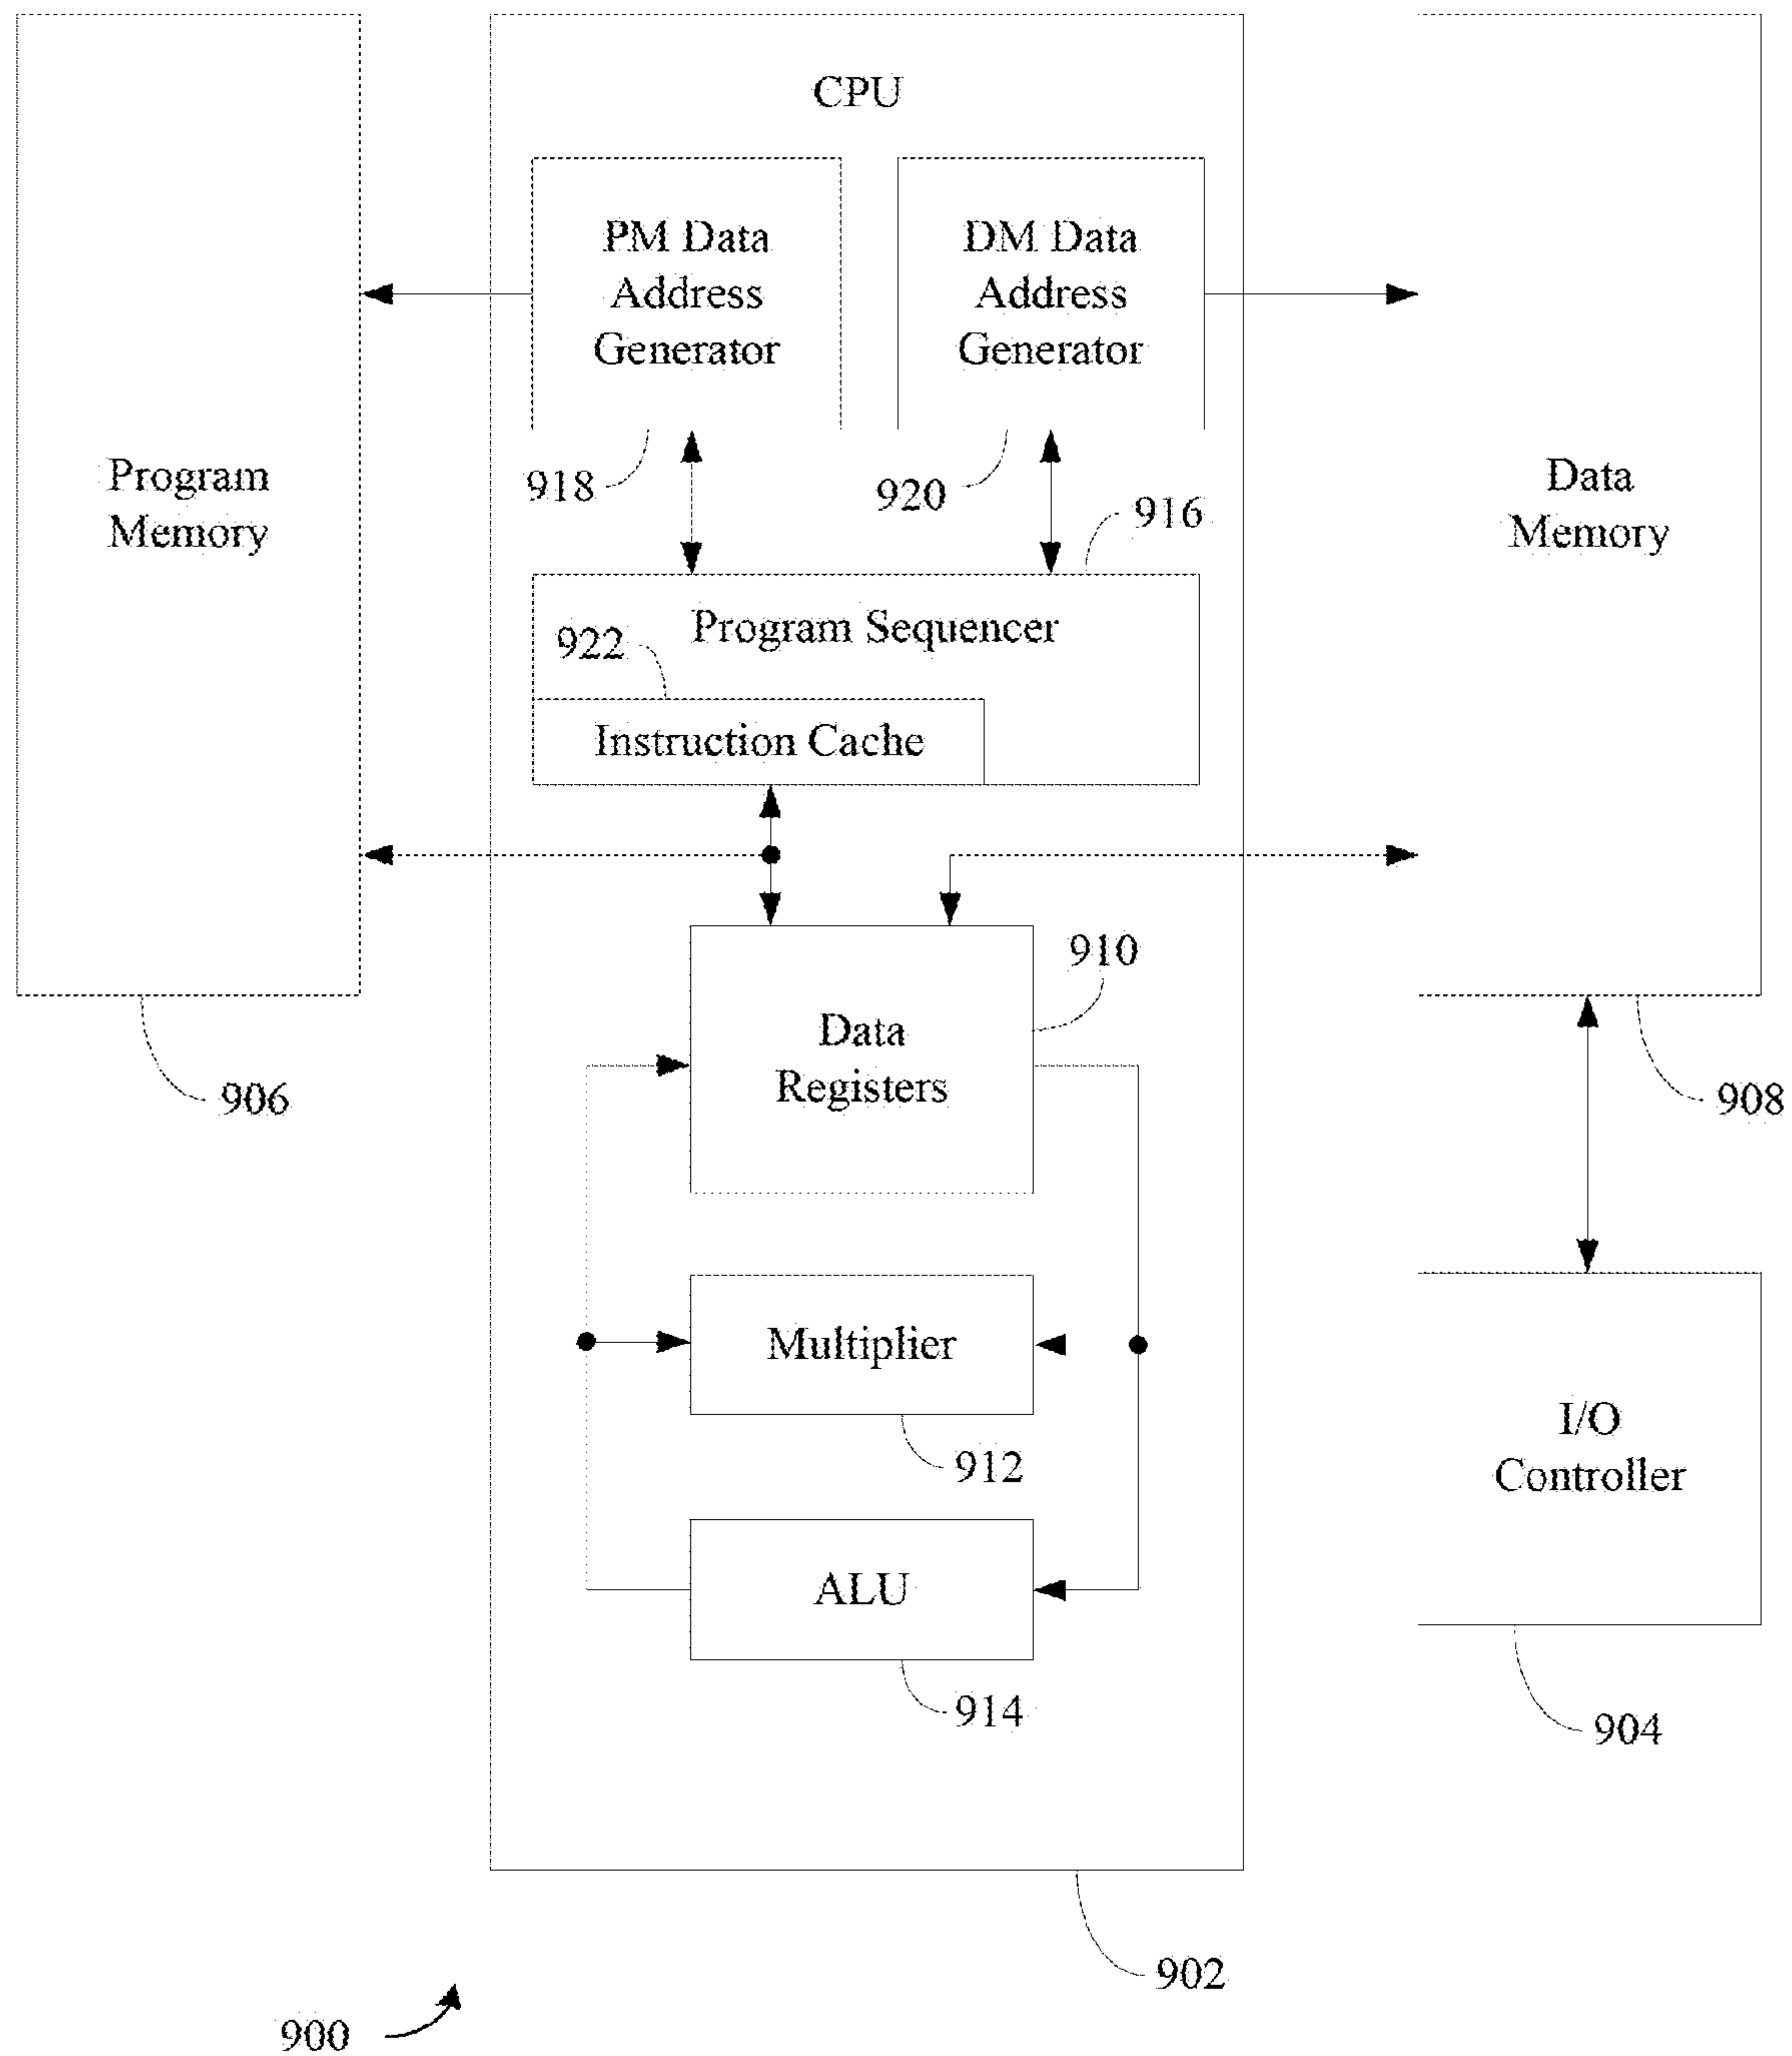 CPU
PM Data
Address
Generator
DM Data
Address
Generator
Program
Memory
Data
Memory
918
920
916
Program Sequencer
922
Instruction Cache
910
Data
Registers
906
908
Multiplier
912
I/O
Controller
ALU
914
904
902
900